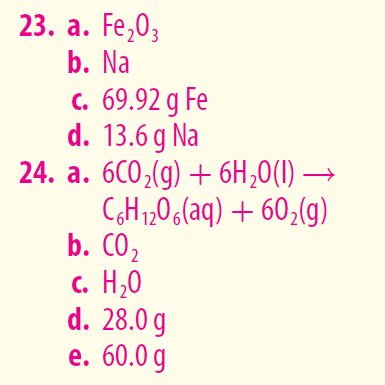 23. a. Fe₂O₃
b. Na
c. 69.92 g Fe
d. 13.6 g Na
24. a. 6CO₂(g) + 6H₂O(l) ⟶
C₆H₁₂O₆(aq) + 6O₂(g)
b. CO₂
c. H₂O
d. 28.0 g
e. 60.0 g